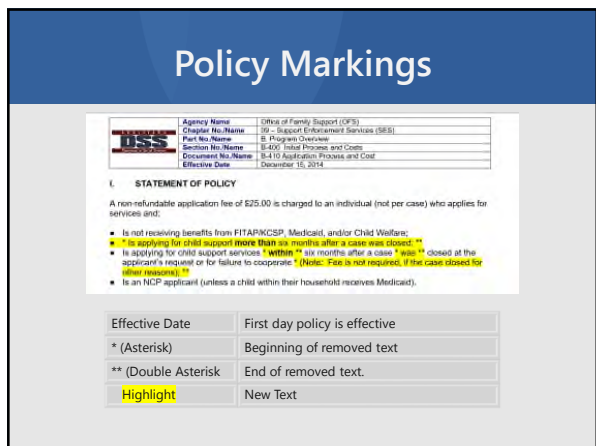 Policy Markings
DSS
Agency Name Office of Family Support (OFS)
Chapter No./Name 09 – Support Enforcement Services (SES)
Part No./Name B. Program Overview
Section No./Name B-400 Initial Process and Costs
Document No./Name B-410 Application Process and Cost
Effective Date December 15, 2014
I. STATEMENT OF POLICY
A non-refundable application fee of $25.00 is charged to an individual (not per case) who applies for
services and:
• Is not receiving benefits from FITAP/KCSP, Medicaid, and/or Child Welfare;
• * Is applying for child support more than six months after a case was closed; **
• Is applying for child support services * within ** six months after a case * was ** closed at the
applicant's request or for failure to cooperate * (Note: Fee is not required, if the case closed for
other reasons); **
• Is an NCP applicant (unless a child within their household receives Medicaid).
Effective Date First day policy is effective
* (Asterisk) Beginning of removed text
** (Double Asterisk End of removed text.
Highlight New Text